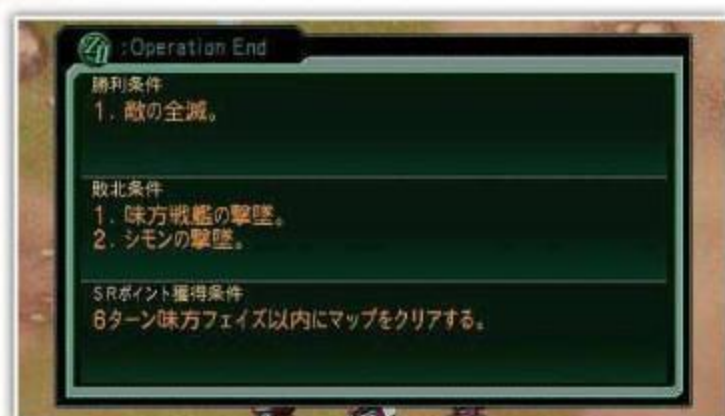 :Operation End
勝利条件
1. 敵の全滅。
敗北条件
1. 味方戦艦の撃墜。
2. シモンの撃墜。
SRポイント獲得条件
6ターン味方フェイズ以内にマップをクリアする。